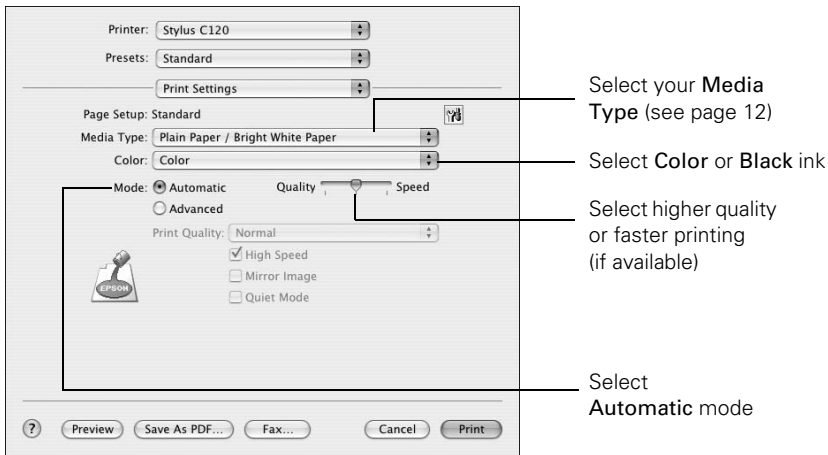 Printer: Stylus C120
Presets: Standard
Print Settings
Page Setup: Standard
Media Type: Plain Paper / Bright White Paper
Color: Color
Mode: Automatic Quality Speed
Advanced
Print Quality: Normal
High Speed
Mirror Image
Quiet Mode
EPSON
? Preview Save As PDF... Fax... Cancel Print
Select your Media
Type (see page 12)
Select Color or Black ink
Select higher quality
or faster printing
(if available)
Select
Automatic mode